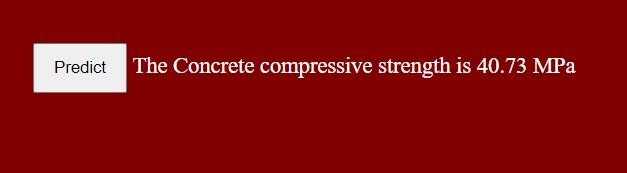 Predict The Concrete compressive strength is 40.73 MPa